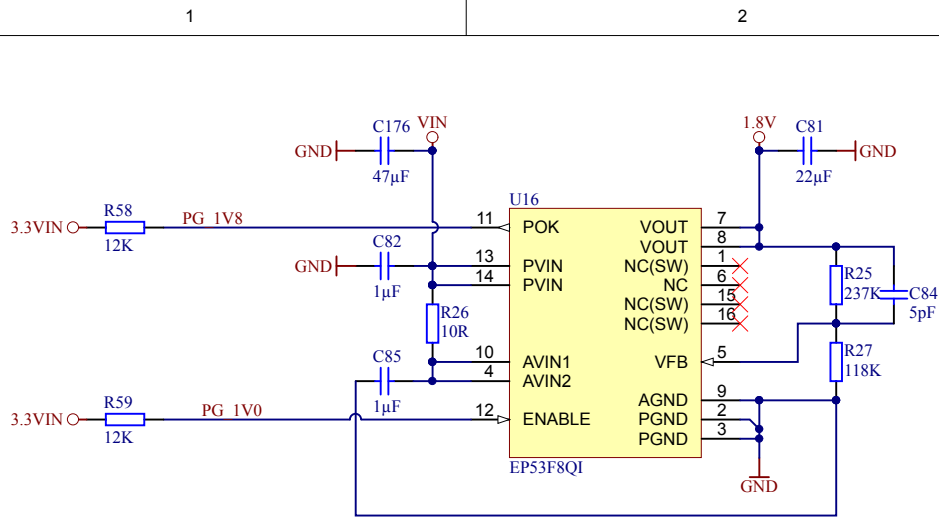 1
2
C176
VIN
1.8V
C81
GND
47µF
22µF
GND
U16
3.3VIN
R58
12K
PG_1V8
11
POK
VOUT
7
VOUT
8
GND
C82
1µF
13
PVIN
NC(SW)
1
14
PVIN
NC
6
NC(SW)
15
NC(SW)
16
R25
237K
C84
5pF
R26
10R
C85
1µF
10
AVIN1
4
AVIN2
VFB
5
R27
118K
3.3VIN
R59
12K
PG_1V0
12
ENABLE
AGND
9
PGND
2
PGND
3
EP53F8QI
GND